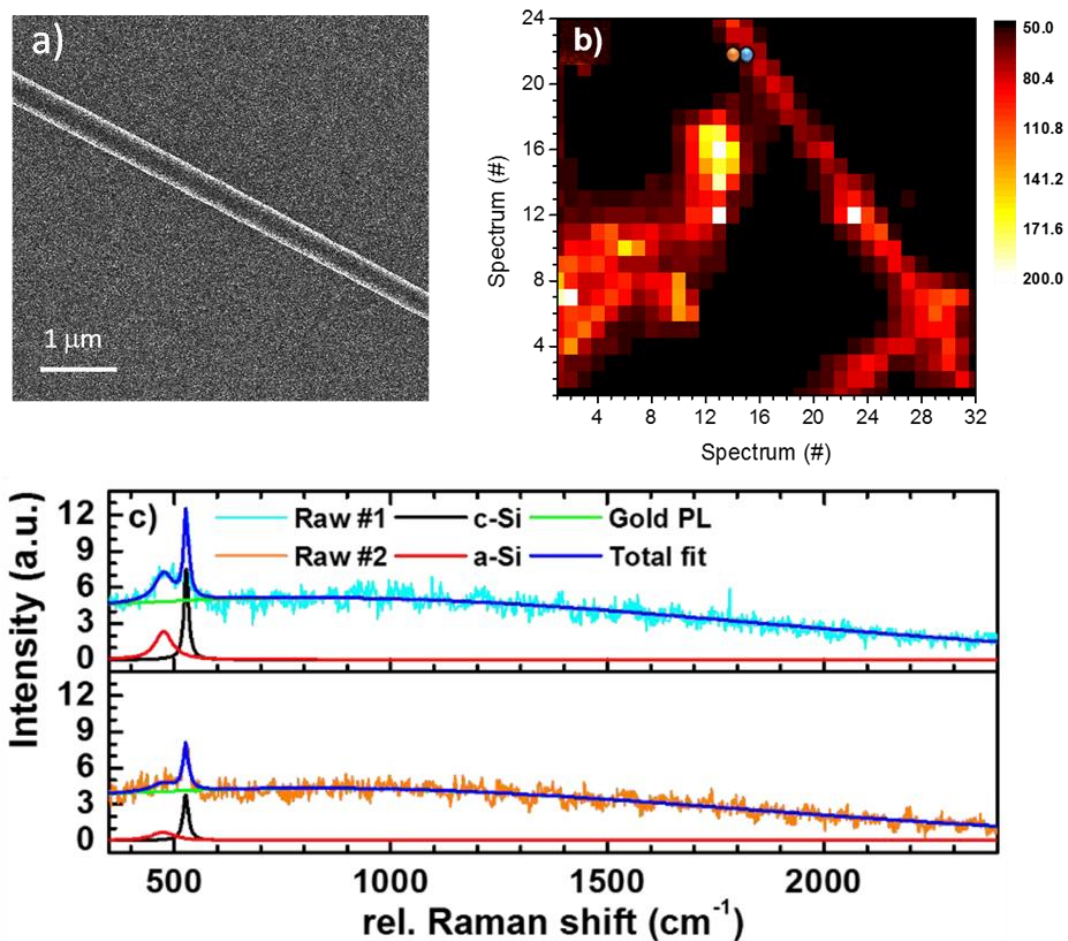 a)
1 μm
b)
Spectrum (#)
24
20
16
12
8
4
4 8 13 16 20 24 28 32
Spectrum (#)
50.0
80.4
110.8
141.2
171.6
200.0
c)
Raw #1 c-Si Gold PL
Raw #2 a-Si Total fit
Intensity (a.u.)
12
9
6
3
0
12
9
6
3
0
500 1000 1500 2000
rel. Raman shift (cm⁻¹)